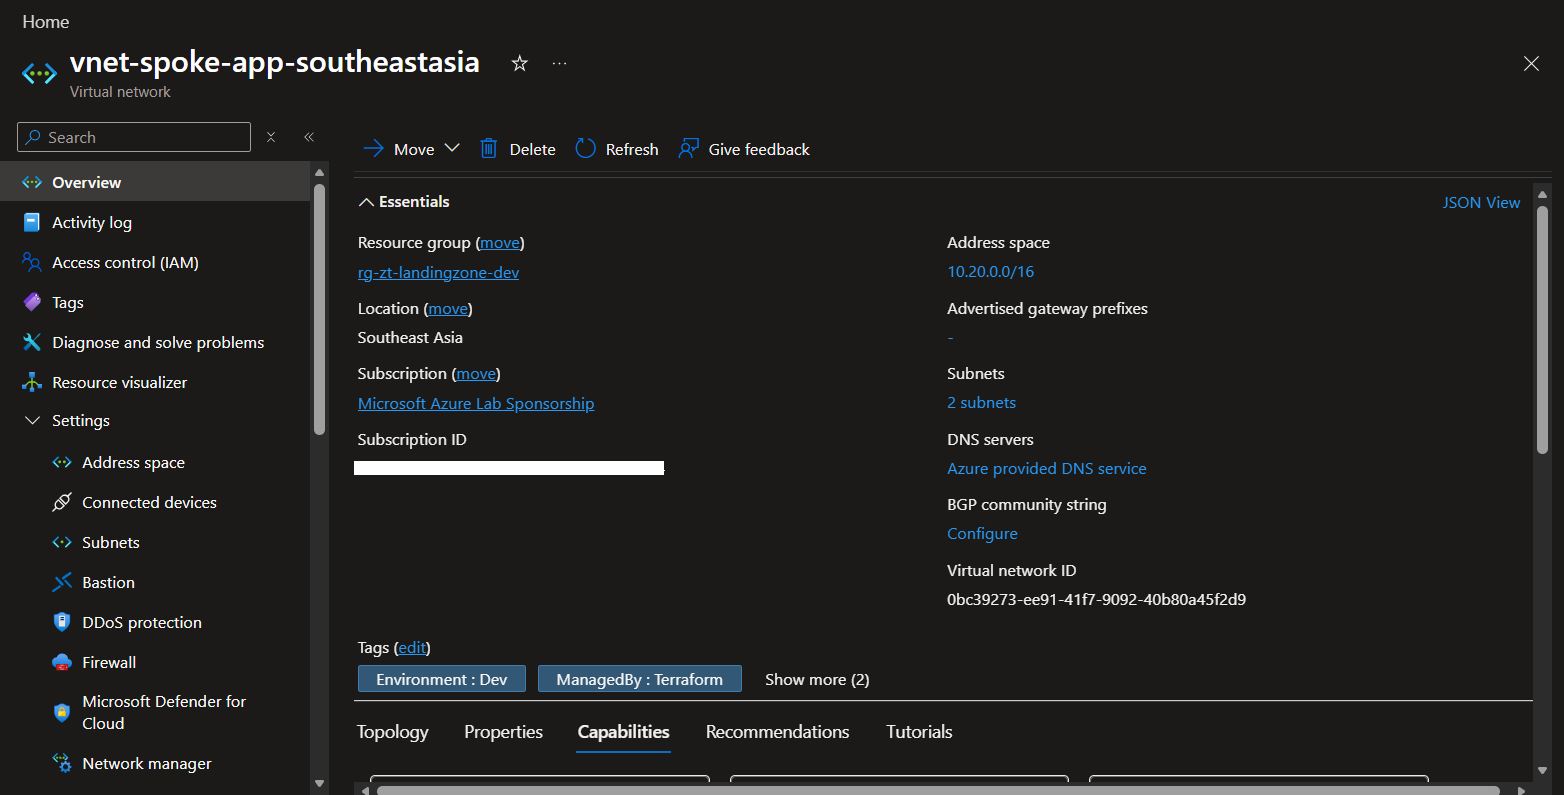 Home
vnet-spoke-app-southeastasia
Virtual network
Search
Overview
Activity log
Access control (IAM)
Tags
Diagnose and solve problems
Resource visualizer
Settings
Address space
Connected devices
Subnets
Bastion
DDoS protection
Firewall
Microsoft Defender for
Cloud
Network manager
Move
Delete
Refresh
Give feedback
Essentials
JSON View
Resource group (move)
rg-zt-landingzone-dev
Location (move)
Southeast Asia
Subscription (move)
Microsoft Azure Lab Sponsorship
Subscription ID
Address space
10.20.0.0/16
Advertised gateway prefixes
-
Subnets
2 subnets
DNS servers
Azure provided DNS service
BGP community string
Configure
Virtual network ID
0bc39273-ee91-41f7-9092-40b80a45f2d9
Tags (edit)
Environment : Dev
ManagedBy : Terraform
Show more (2)
Topology
Properties
Capabilities
Recommendations
Tutorials